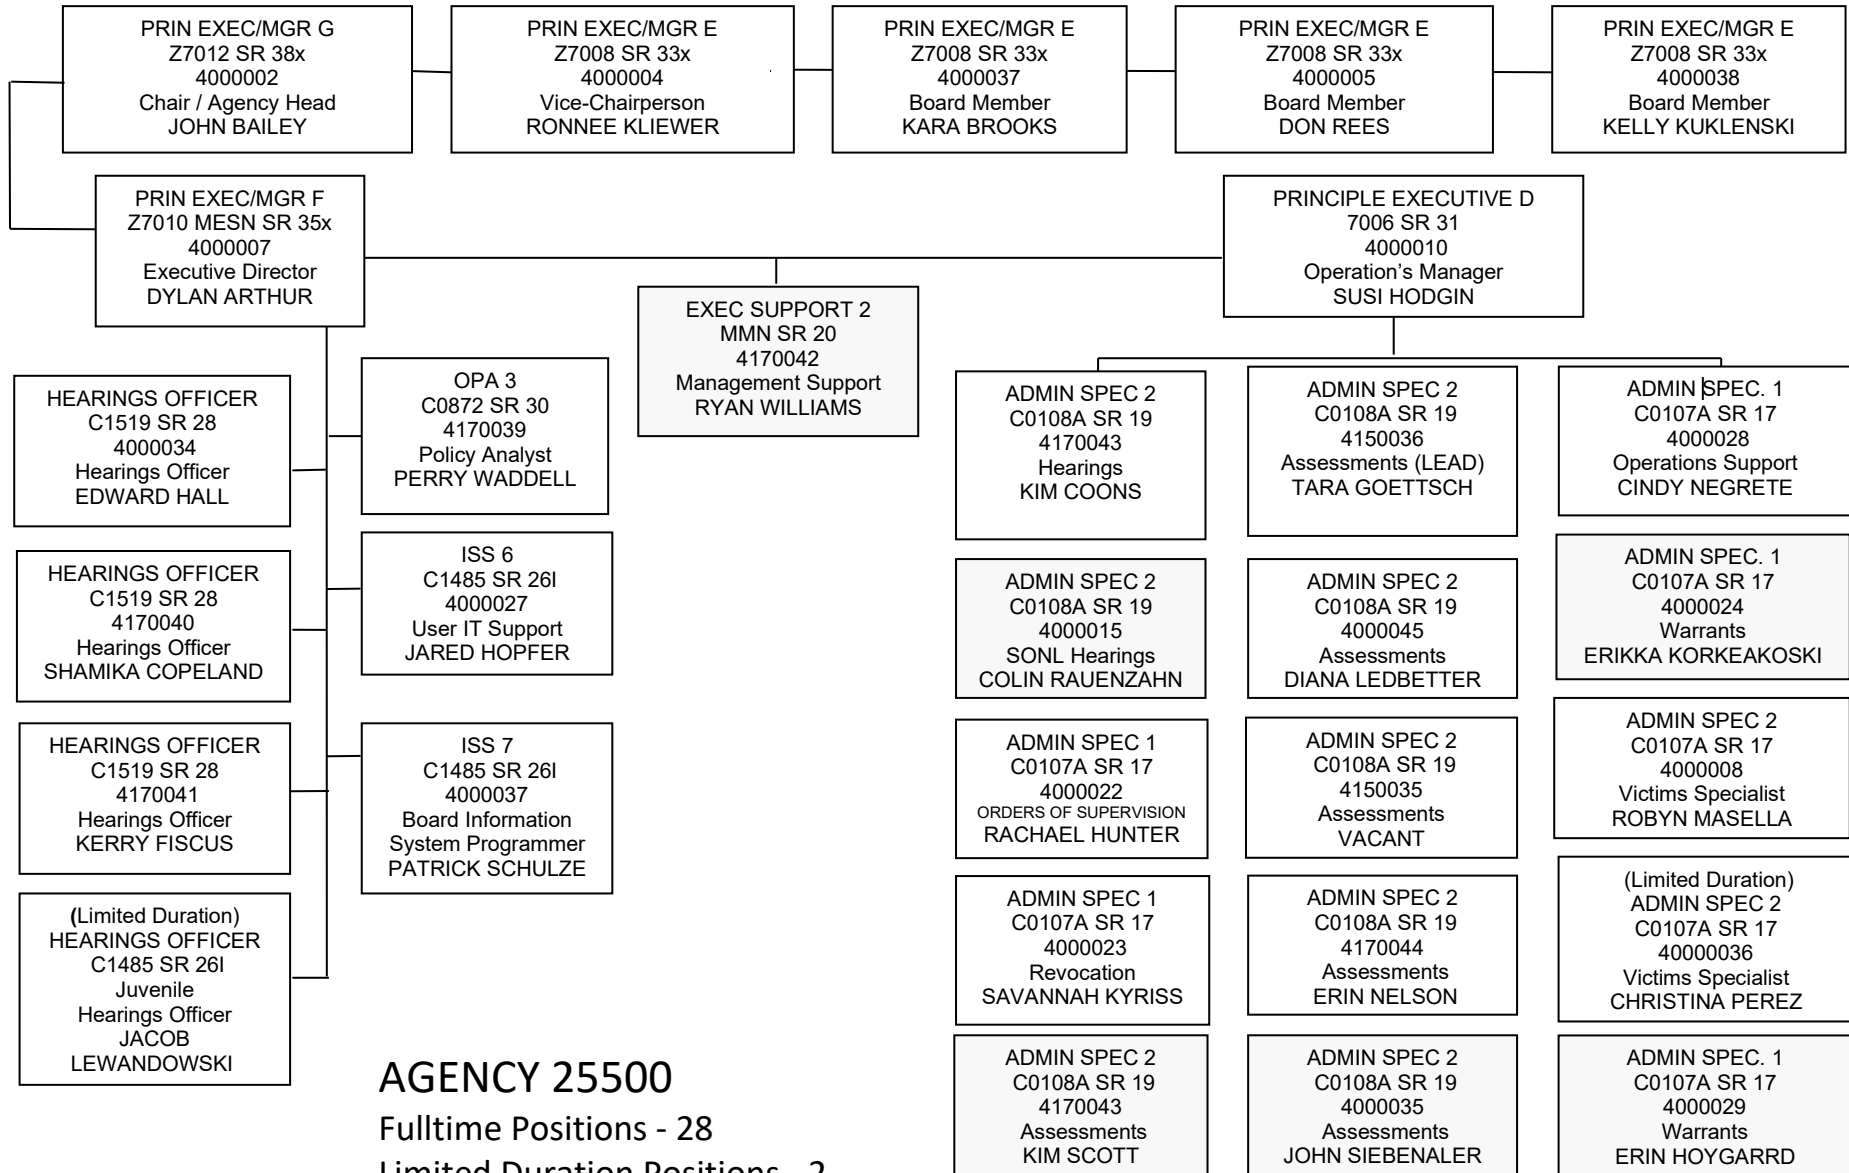 PRIN EXEC/MGR G
Z7012 SR 38x
4000002
Chair / Agency Head
JOHN BAILEY
PRIN EXEC/MGR E
Z7008 SR 33x
4000004
Vice-Chairperson
RONNEE KLIEWER
PRIN EXEC/MGR E
Z7008 SR 33x
4000037
Board Member
KARA BROOKS
PRIN EXEC/MGR E
Z7008 SR 33x
4000005
Board Member
DON REES
PRIN EXEC/MGR E
Z7008 SR 33x
4000038
Board Member
KELLY KUKLENSKI
PRIN EXEC/MGR F
Z7010 MESN SR 35x
4000007
Executive Director
DYLAN ARTHUR
PRINCIPLE EXECUTIVE D
7006 SR 31
4000010
Operation’s Manager
SUSI HODGIN
EXEC SUPPORT 2
MMN SR 20
4170042
Management Support
RYAN WILLIAMS
HEARINGS OFFICER
C1519 SR 28
4000034
Hearings Officer
EDWARD HALL
HEARINGS OFFICER
C1519 SR 28
4170040
Hearings Officer
SHAMIKA COPELAND
HEARINGS OFFICER
C1519 SR 28
4170041
Hearings Officer
KERRY FISCUS
(Limited Duration)
HEARINGS OFFICER
C1485 SR 26I
Juvenile
Hearings Officer
JACOB
LEWANDOWSKI
OPA 3
C0872 SR 30
4170039
Policy Analyst
PERRY WADDELL
ISS 6
C1485 SR 26I
4000027
User IT Support
JARED HOPFER
ISS 7
C1485 SR 26I
4000037
Board Information
System Programmer
PATRICK SCHULZE
ADMIN SPEC 2
C0108A SR 19
4170043
Hearings
KIM COONS
ADMIN SPEC 2
C0108A SR 19
4000015
SONL Hearings
COLIN RAUENZAHN
ADMIN SPEC 1
C0107A SR 17
4000022
ORDERS OF SUPERVISION
RACHAEL HUNTER
ADMIN SPEC 1
C0107A SR 17
4000023
Revocation
SAVANNAH KYRISS
ADMIN SPEC 2
C0108A SR 19
4170043
Assessments
KIM SCOTT
ADMIN SPEC 2
C0108A SR 19
4150036
Assessments (LEAD)
TARA GOETTSCH
ADMIN SPEC 2
C0108A SR 19
4000045
Assessments
DIANA LEDBETTER
ADMIN SPEC 2
C0108A SR 19
4150035
Assessments
VACANT
ADMIN SPEC 2
C0108A SR 19
4170044
Assessments
ERIN NELSON
ADMIN SPEC 2
C0108A SR 19
4000035
Assessments
JOHN SIEBENALER
ADMIN SPEC. 1
C0107A SR 17
4000028
Operations Support
CINDY NEGRETE
ADMIN SPEC. 1
C0107A SR 17
4000024
Warrants
ERIKKA KORKEAKOSKI
ADMIN SPEC 2
C0107A SR 17
4000008
Victims Specialist
ROBYN MASELLA
(Limited Duration)
ADMIN SPEC 2
C0107A SR 17
40000036
Victims Specialist
CHRISTINA PEREZ
ADMIN SPEC. 1
C0107A SR 17
4000029
Warrants
ERIN HOYGARRD
AGENCY 25500
Fulltime Positions - 28
Limited Duration Positions - 2